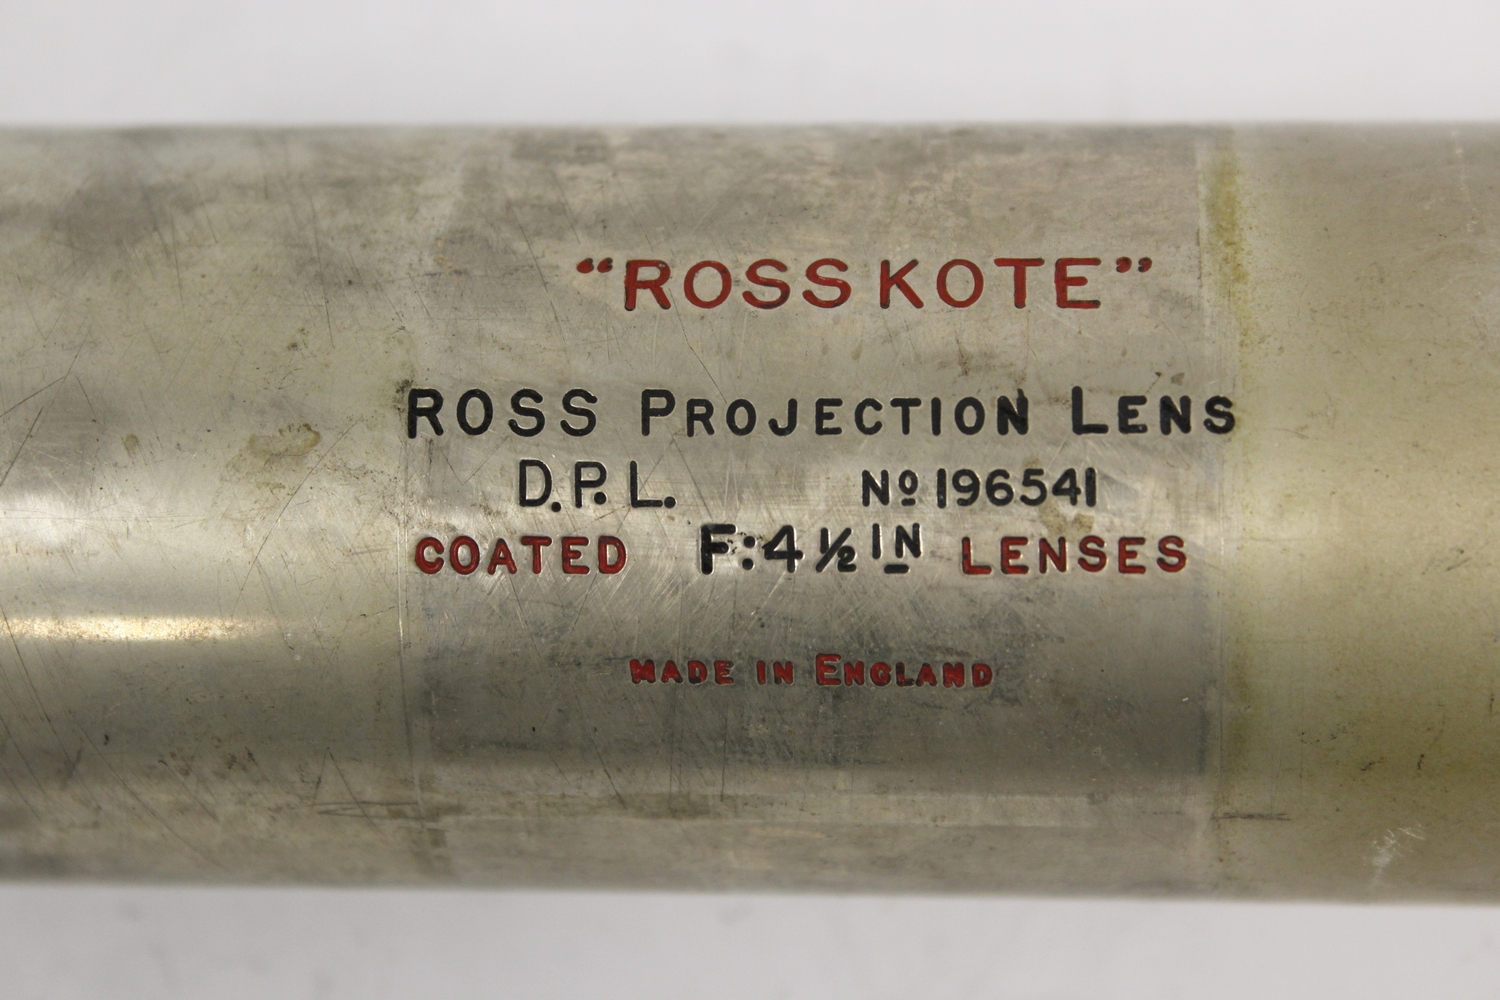 “ROSSKOTE”
ROSS PROJECTION LENS
D.P.L. Nº 196541
COATED F:4½IN LENSES
MADE IN ENGLAND